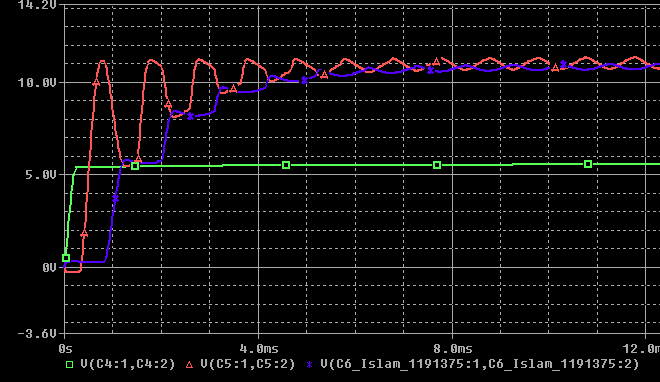 14.2V
10.0V
5.0V
0V
-3.6V
0s 4.0ms 8.0ms 12.0m
V(C4:1,C4:2) V(C5:1,C5:2) V(C6_Islam_1191375:1,C6_Islam_1191375:2)